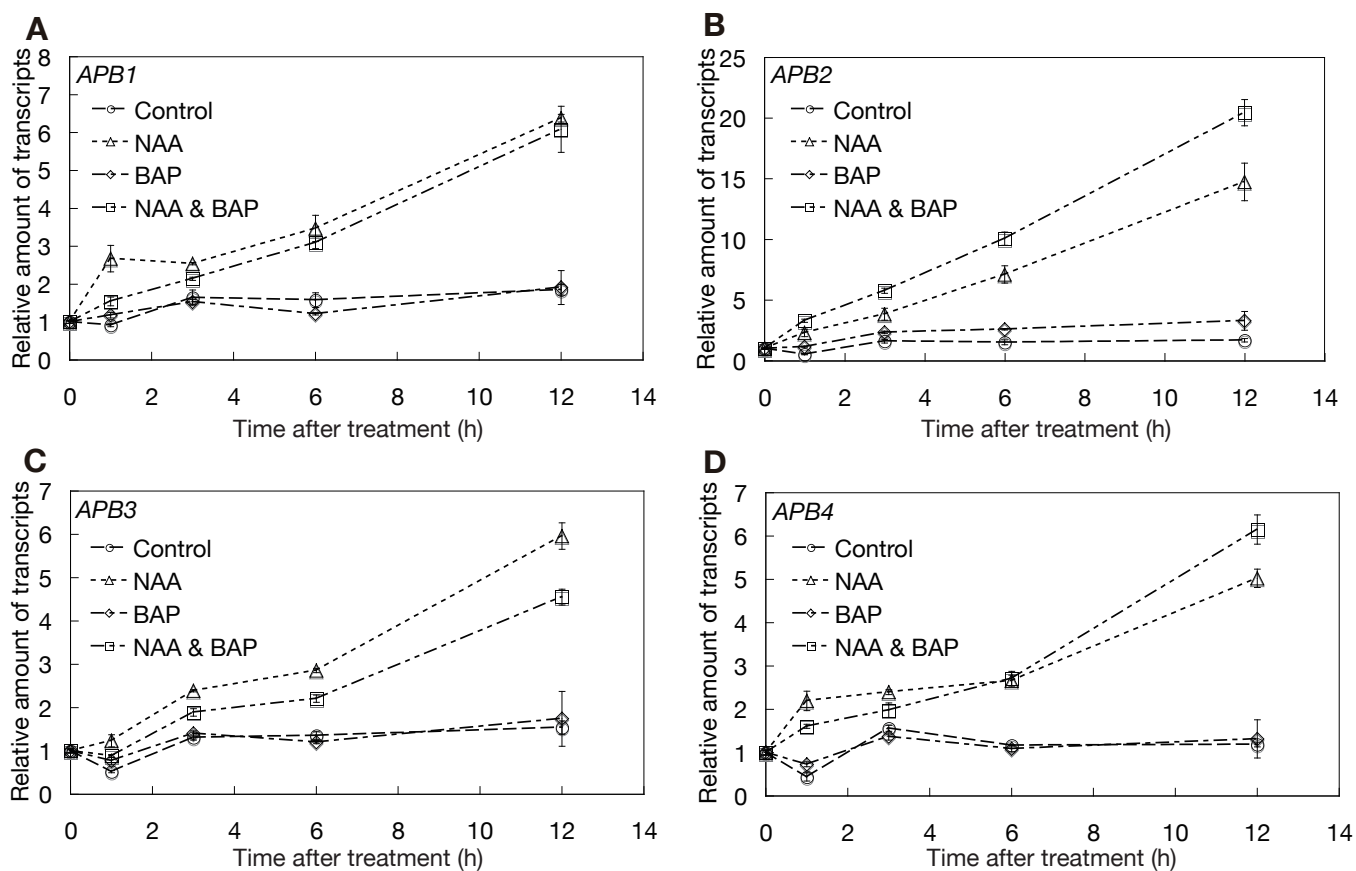 A
Relative amount of transcripts
8
7
6
5
4
3
2
1
0
APB1
Control
NAA
BAP
NAA & BAP
0 2 4 6 8 10 12 14
Time after treatment (h)
B
Relative amount of transcripts
25
20
15
10
5
0
APB2
Control
NAA
BAP
NAA & BAP
0 2 4 6 8 10 12 14
Time after treatment (h)
C
Relative amount of transcripts
7
6
5
4
3
2
1
0
APB3
Control
NAA
BAP
NAA & BAP
0 2 4 6 8 10 12 14
Time after treatment (h)
D
Relative amount of transcripts
7
6
5
4
3
2
1
0
APB4
Control
NAA
BAP
NAA & BAP
0 2 4 6 8 10 12 14
Time after treatment (h)